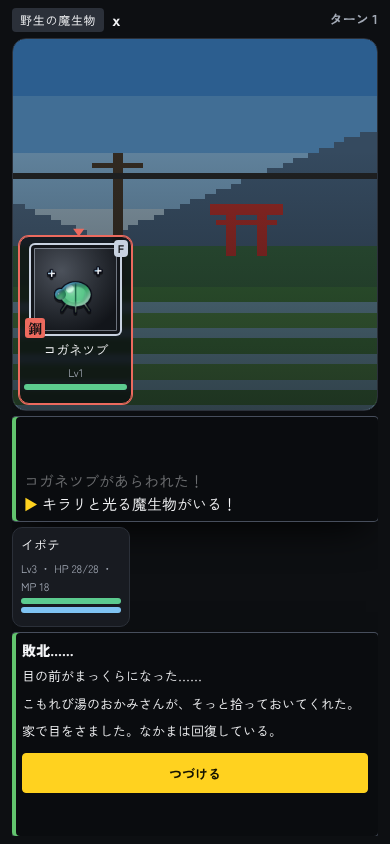 野生の魔生物 x
ターン 1
F
鋼
コガネツブ
Lv1
コガネツブがあらわれた！
▶ キラリと光る魔生物がいる！
イボテ
Lv3 ・ HP 28/28 ・
MP 18
敗北……
目の前がまっくらになった……
こもれび湯のおかみさんが、そっと拾っておいてくれた。
家で目をさました。なかまは回復している。
つづける